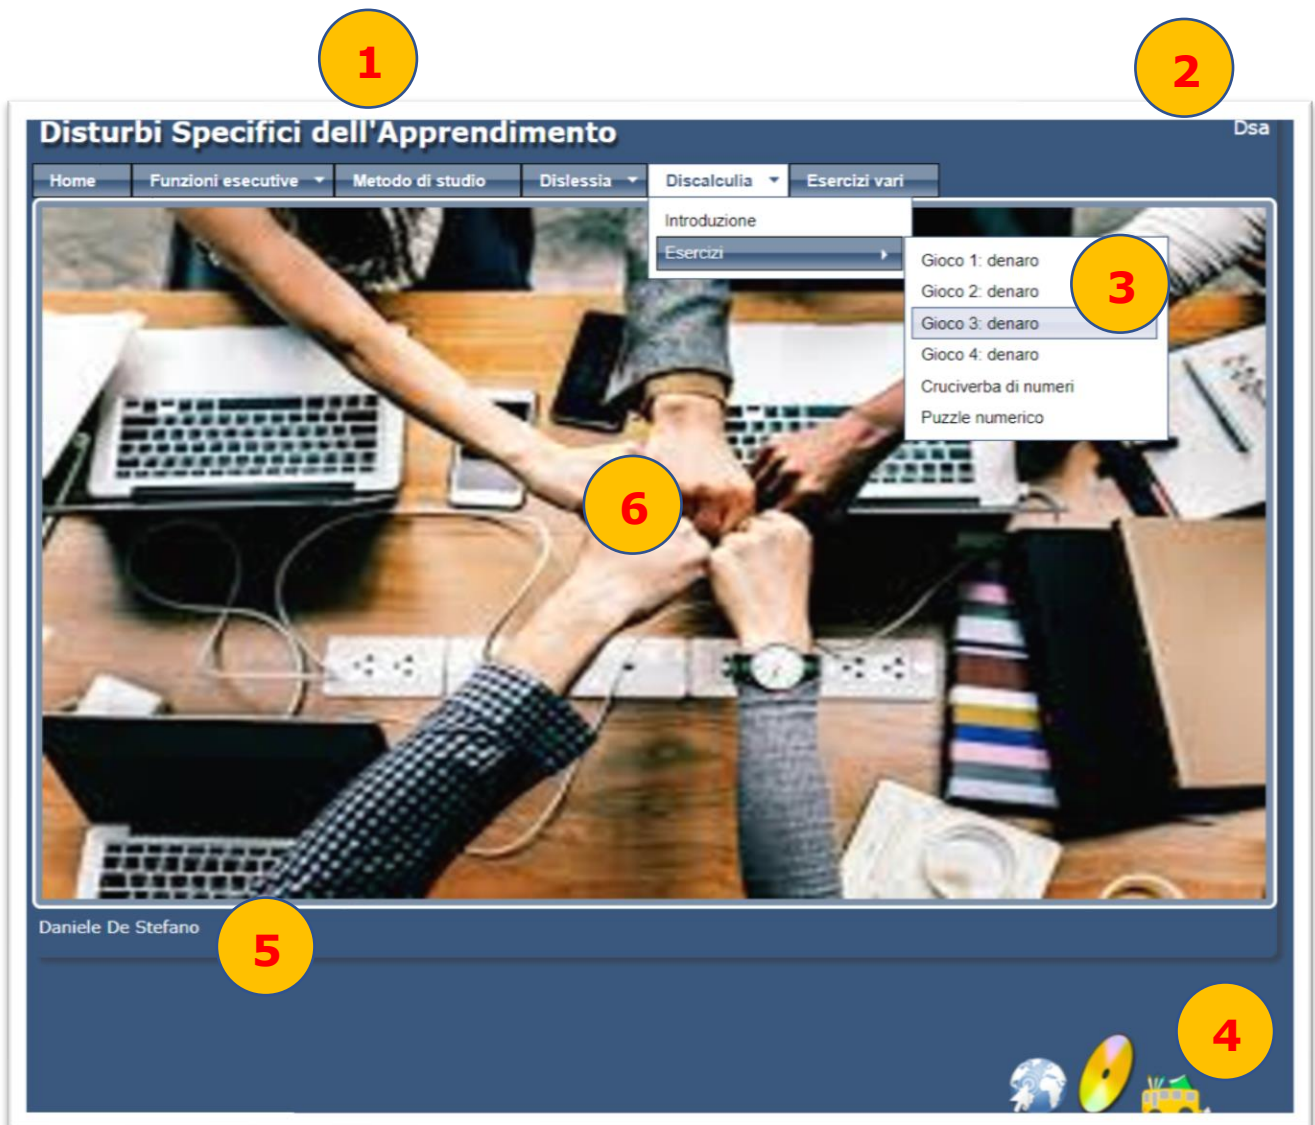 1
2
Disturbi Specifici dell'Apprendimento
Dsa
Home Funzioni esecutive Metodo di studio Dislessia Discalculia Esercizi vari
Introduzione
Esercizi
Gioco 1: denaro
3
Gioco 2: denaro
Gioco 3: denaro
Gioco 4: denaro
Cruciverba di numeri
Puzzle numerico
6
Daniele De Stefano
5
4